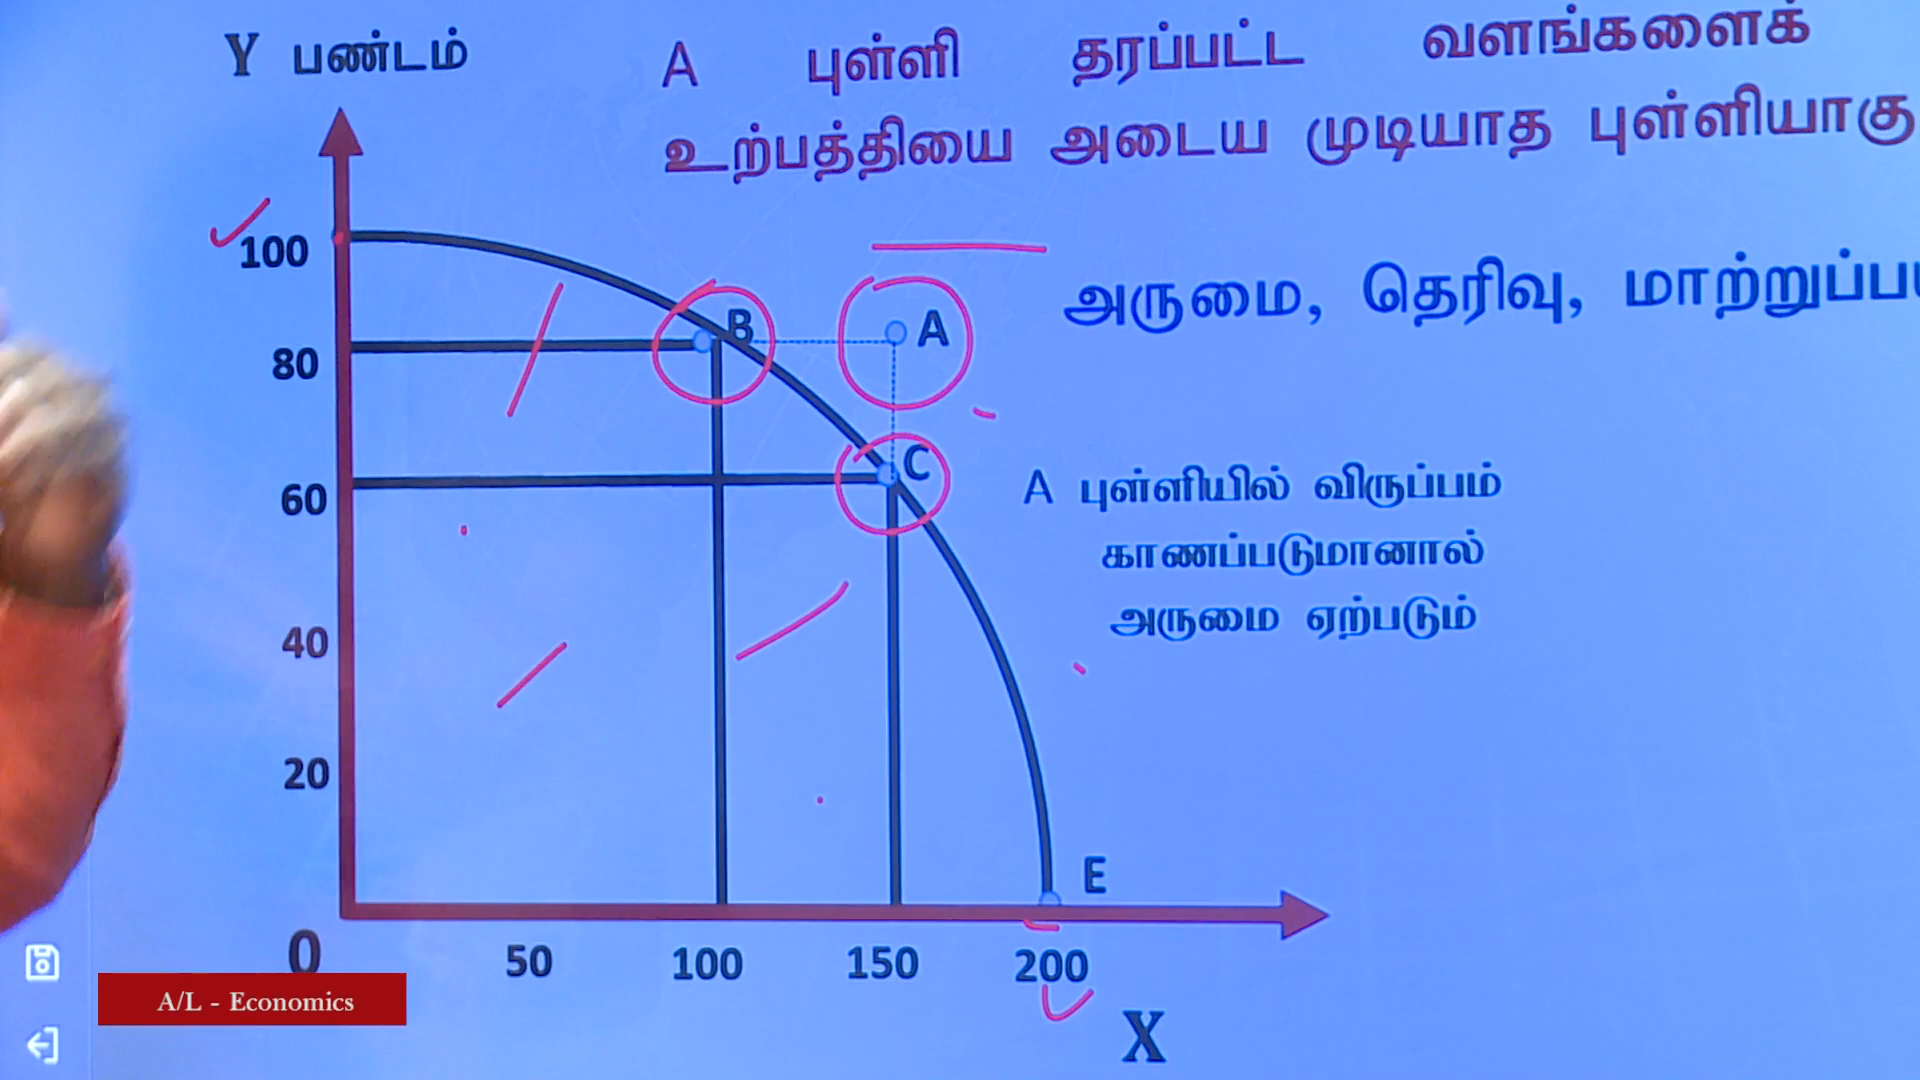 Y பண்டம்
A புள்ளி தரப்பட்ட வளங்களைக்
உற்பத்தியை அடைய முடியாத புள்ளியாகு
100
B
A
அருமை, தெரிவு,
80
C
60
A புள்ளியில் விருப்பம்
காணப்படுமானால்
அருமை ஏற்படும்
40
20
E
0
50
100
150
200
X
A/L - Economics